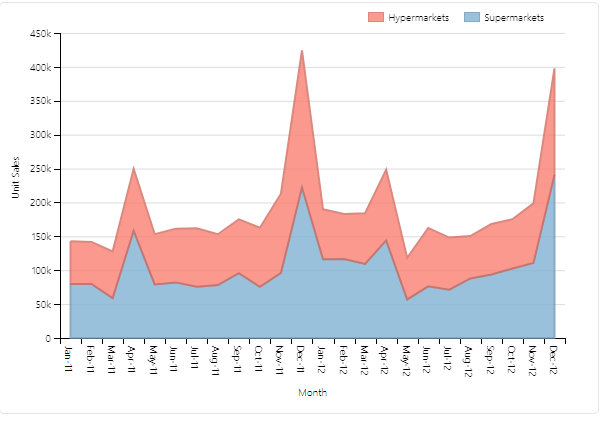 Hypermarkets Supermarkets
450k
400k
350k
300k
250k
200k
150k
100k
50k
0
Unit Sales
Jan-11 Feb-11 Mar-11 Apr-11 May-11 Jun-11 Jul-11 Aug-11 Sep-11 Oct-11 Nov-11 Dec-11 Jan-12 Feb-12 Mar-12 Apr-12 May-12 Jun-12 Jul-12 Aug-12 Sep-12 Oct-12 Nov-12 Dec-12
Month